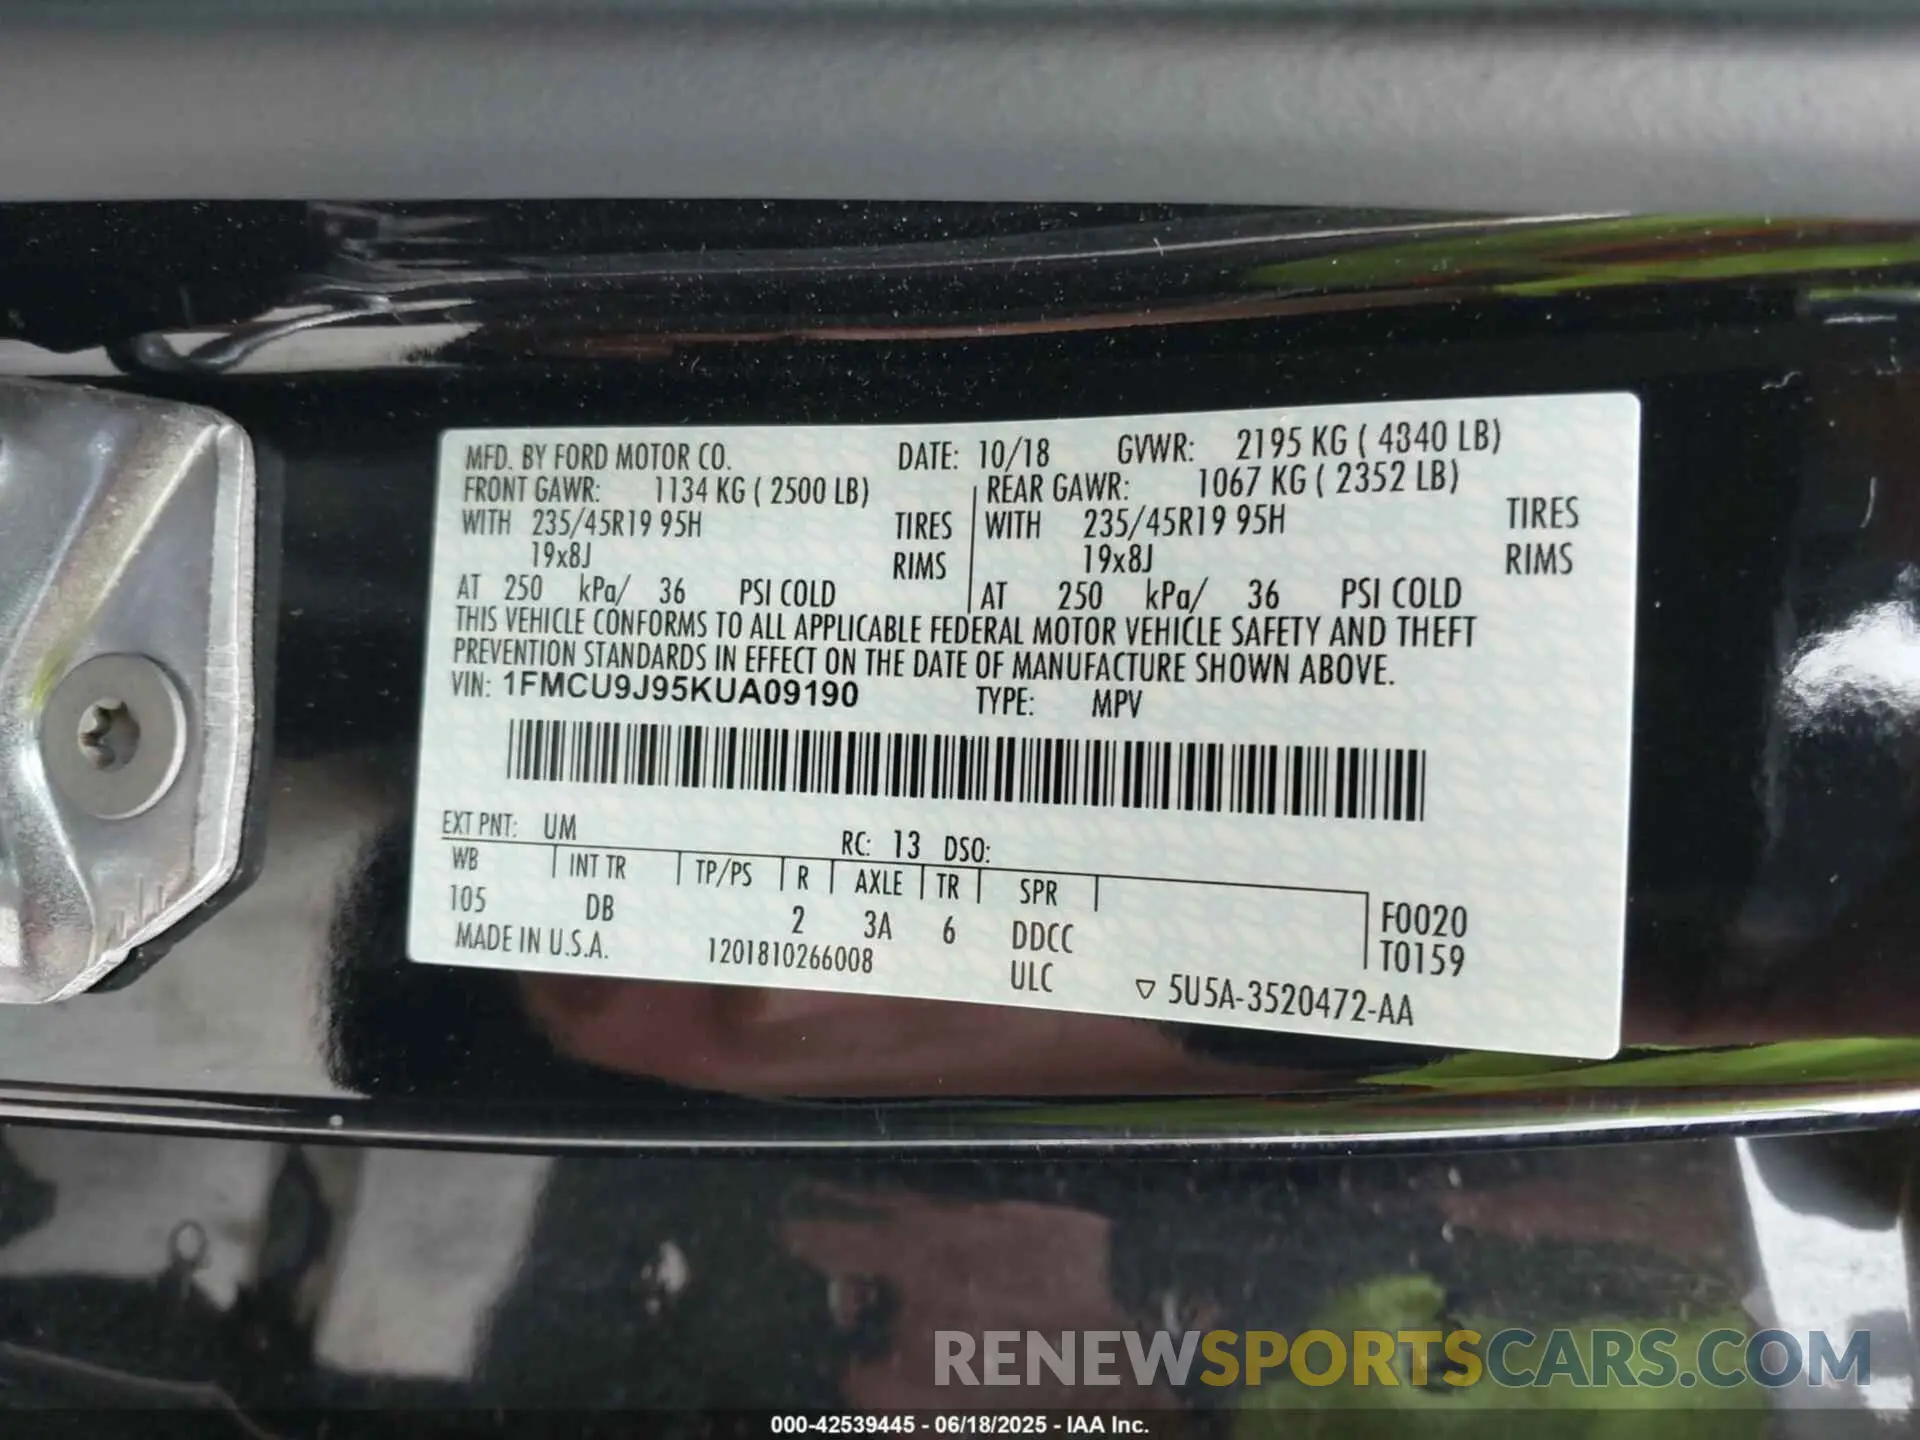 MFD. BY FORD MOTOR CO. DATE: 10/18 GVWR: 2195 KG ( 4340 LB)
FRONT GAWR: 1134 KG ( 2500 LB) REAR GAWR: 1067 KG ( 2352 LB)
WITH 235/45R19 95H TIRES WITH 235/45R19 95H TIRES
19x8J RIMS 19x8J RIMS
AT 250 kPa/ 36 PSI COLD AT 250 kPa/ 36 PSI COLD
THIS VEHICLE CONFORMS TO ALL APPLICABLE FEDERAL MOTOR VEHICLE SAFETY AND THEFT
PREVENTION STANDARDS IN EFFECT ON THE DATE OF MANUFACTURE SHOWN ABOVE.
VIN: 1FMCU9J95KUA09190 TYPE: MPV
EXT PNT: UM RC: 13 DSO:
WB INT TR TP/PS R AXLE TR SPR
105 DB 2 3A 6 DDCC F0020
MADE IN U.S.A. 1201810266008 ULC T0159
▽ 5U5A-3520472-AA
RENEWSPORTSCARS.COM
000-42539445 - 06/18/2025 - IAA Inc.